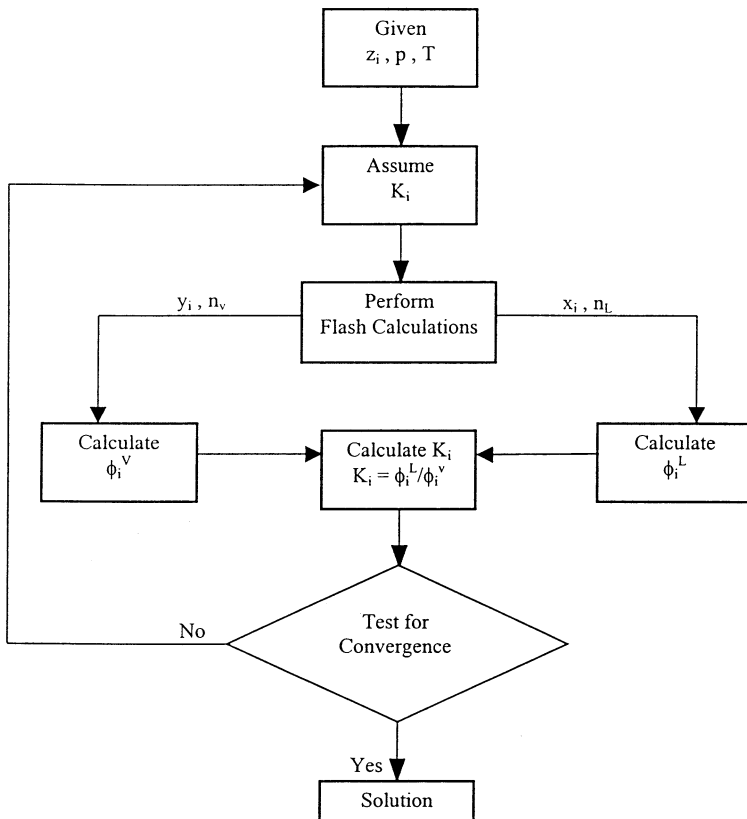 Given
zᵢ , p , T
Assume
Kᵢ
yᵢ , nᵥ
Perform
Flash Calculations
xᵢ , n_L
Calculate
ϕᵢⱽ
Calculate Kᵢ
Kᵢ = ϕᵢᴸ/ϕᵢᵛ
Calculate
ϕᵢᴸ
No
Test for
Convergence
Yes
Solution